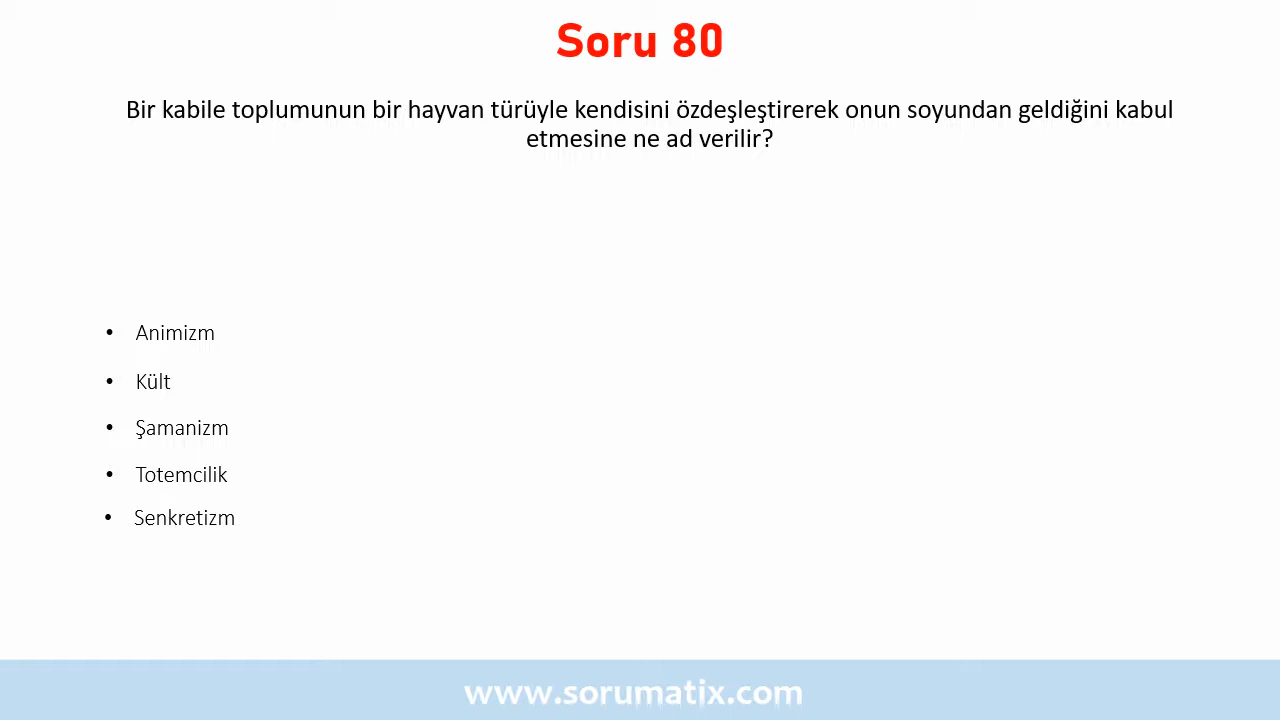 Soru 80
Bir kabile toplumunun bir hayvan türüyle kendisini özdeşleştirerek onun soyundan geldiğini kabul
etmesine ne ad verilir?
• Animizm
• Kült
• Şamanizm
• Totemcilik
• Senkretizm
www.sorumatix.com